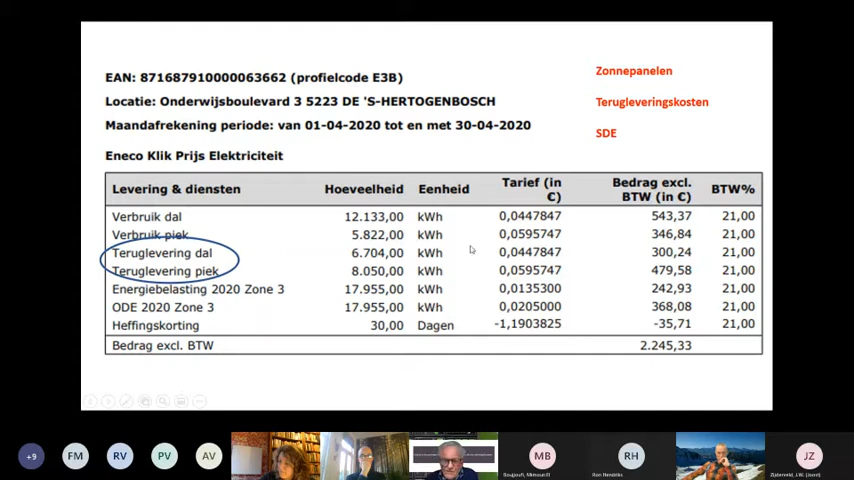 EAN: 871687910000063662 (profielcode E3B)
Locatie: Onderwijsboulevard 3 5223 DE 'S-HERTOGENBOSCH
Maandafrekening periode: van 01-04-2020 tot en met 30-04-2020
Eneco Klik Prijs Elektriciteit
Zonnepanelen
Terugleveringskosten
SDE
Levering & diensten Hoeveelheid Eenheid Tarief (in €) Bedrag excl. BTW (in €) BTW%
Verbruik dal 12.133,00 kWh 0,0447847 543,37 21,00
Verbruik piek 5.822,00 kWh 0,0595747 346,84 21,00
Teruglevering dal 6.704,00 kWh 0,0447847 300,24 21,00
Teruglevering piek 8.050,00 kWh 0,0595747 479,58 21,00
Energiebelasting 2020 Zone 3 17.955,00 kWh 0,0135300 242,93 21,00
ODE 2020 Zone 3 17.955,00 kWh 0,0205000 368,08 21,00
Heffingskorting 30,00 Dagen -1,1903825 -35,71 21,00
Bedrag excl. BTW 2.245,33
+9 FM RV PV AV MB RH JZ
Ron Hendriks Zijderveld, J.W. (Joost)